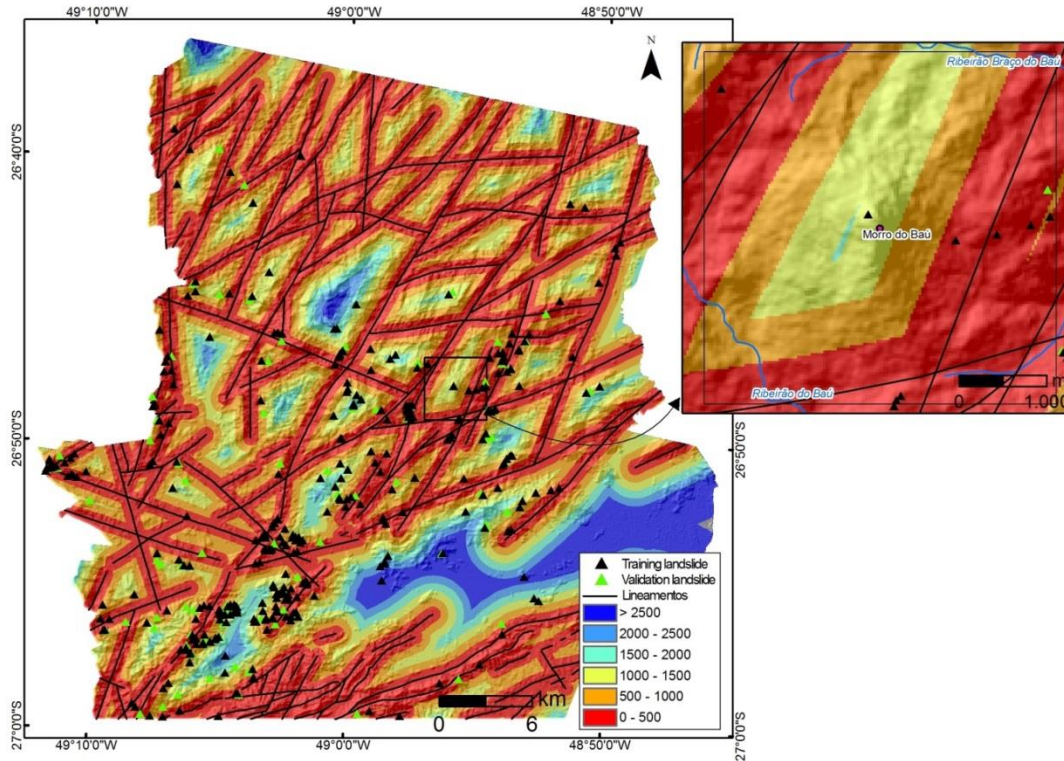 49°10'0"W
49°0'0"W
48°50'0"W
N
Ribeirão Braço do Baú
26°40'0"S
26°40'0"S
Morro do Baú
m
Ribeirão do Baú
0
1.000
26°50'0"S
26°50'0"S
Training landslide
Validation landslide
Lineamentos
> 2500
2000 - 2500
1500 - 2000
1000 - 1500
500 - 1000
0 - 500
km
0
6
27°0'0"S
27°0'0"S
49°10'0"W
49°0'0"W
48°50'0"W